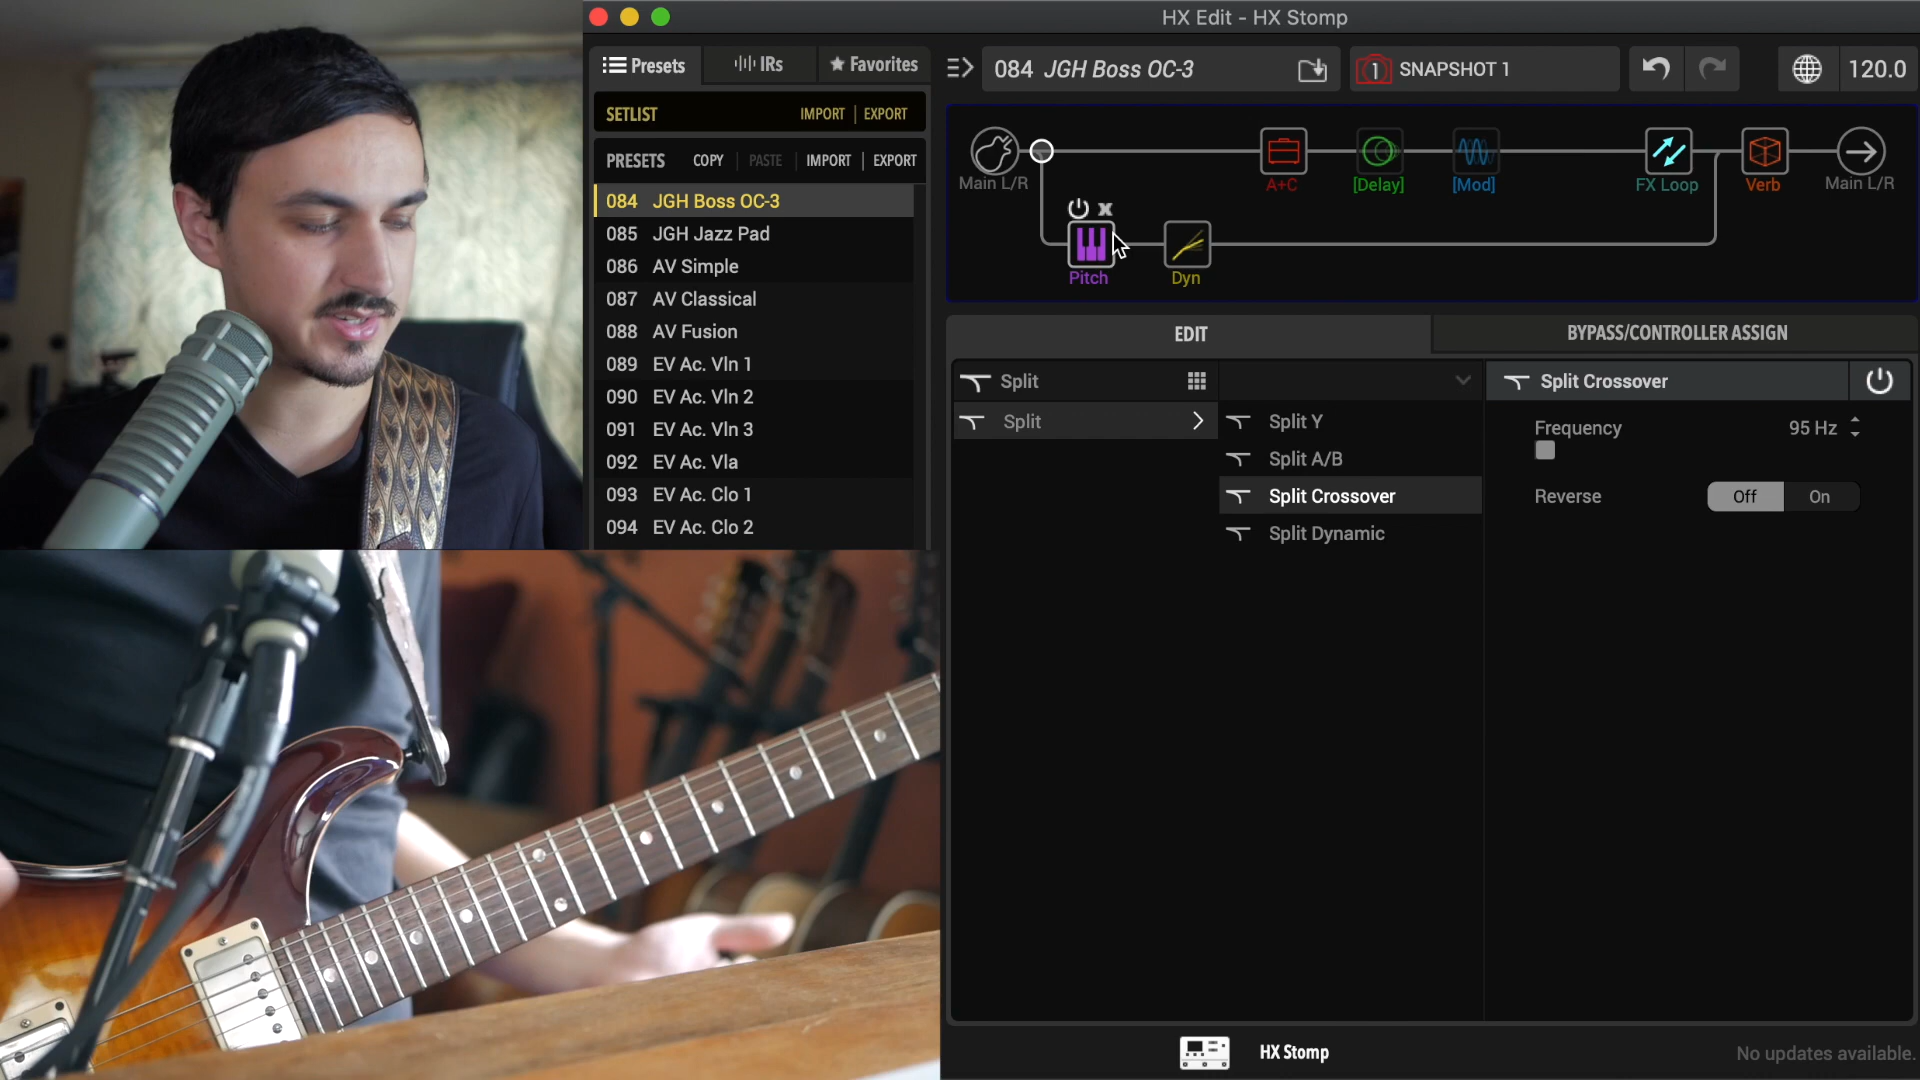 HX Edit - HX Stomp
Presets
IRs
Favorites
084 JGH Boss OC-3
1 SNAPSHOT 1
120.0
SETLIST
IMPORT | EXPORT
PRESETS COPY | PASTE | IMPORT | EXPORT
084 JGH Boss OC-3
085 JGH Jazz Pad
086 AV Simple
087 AV Classical
088 AV Fusion
089 EV Ac. Vln 1
090 EV Ac. Vln 2
091 EV Ac. Vln 3
092 EV Ac. Vla
093 EV Ac. Clo 1
094 EV Ac. Clo 2
Main L/R
A+C
[Delay]
[Mod]
FX Loop
Verb
Main L/R
Pitch
Dyn
EDIT
BYPASS/CONTROLLER ASSIGN
Split
Split
Split Y
Split A/B
Split Crossover
Split Dynamic
Split Crossover
Frequency 95 Hz
Reverse Off On
HX Stomp
No updates available.